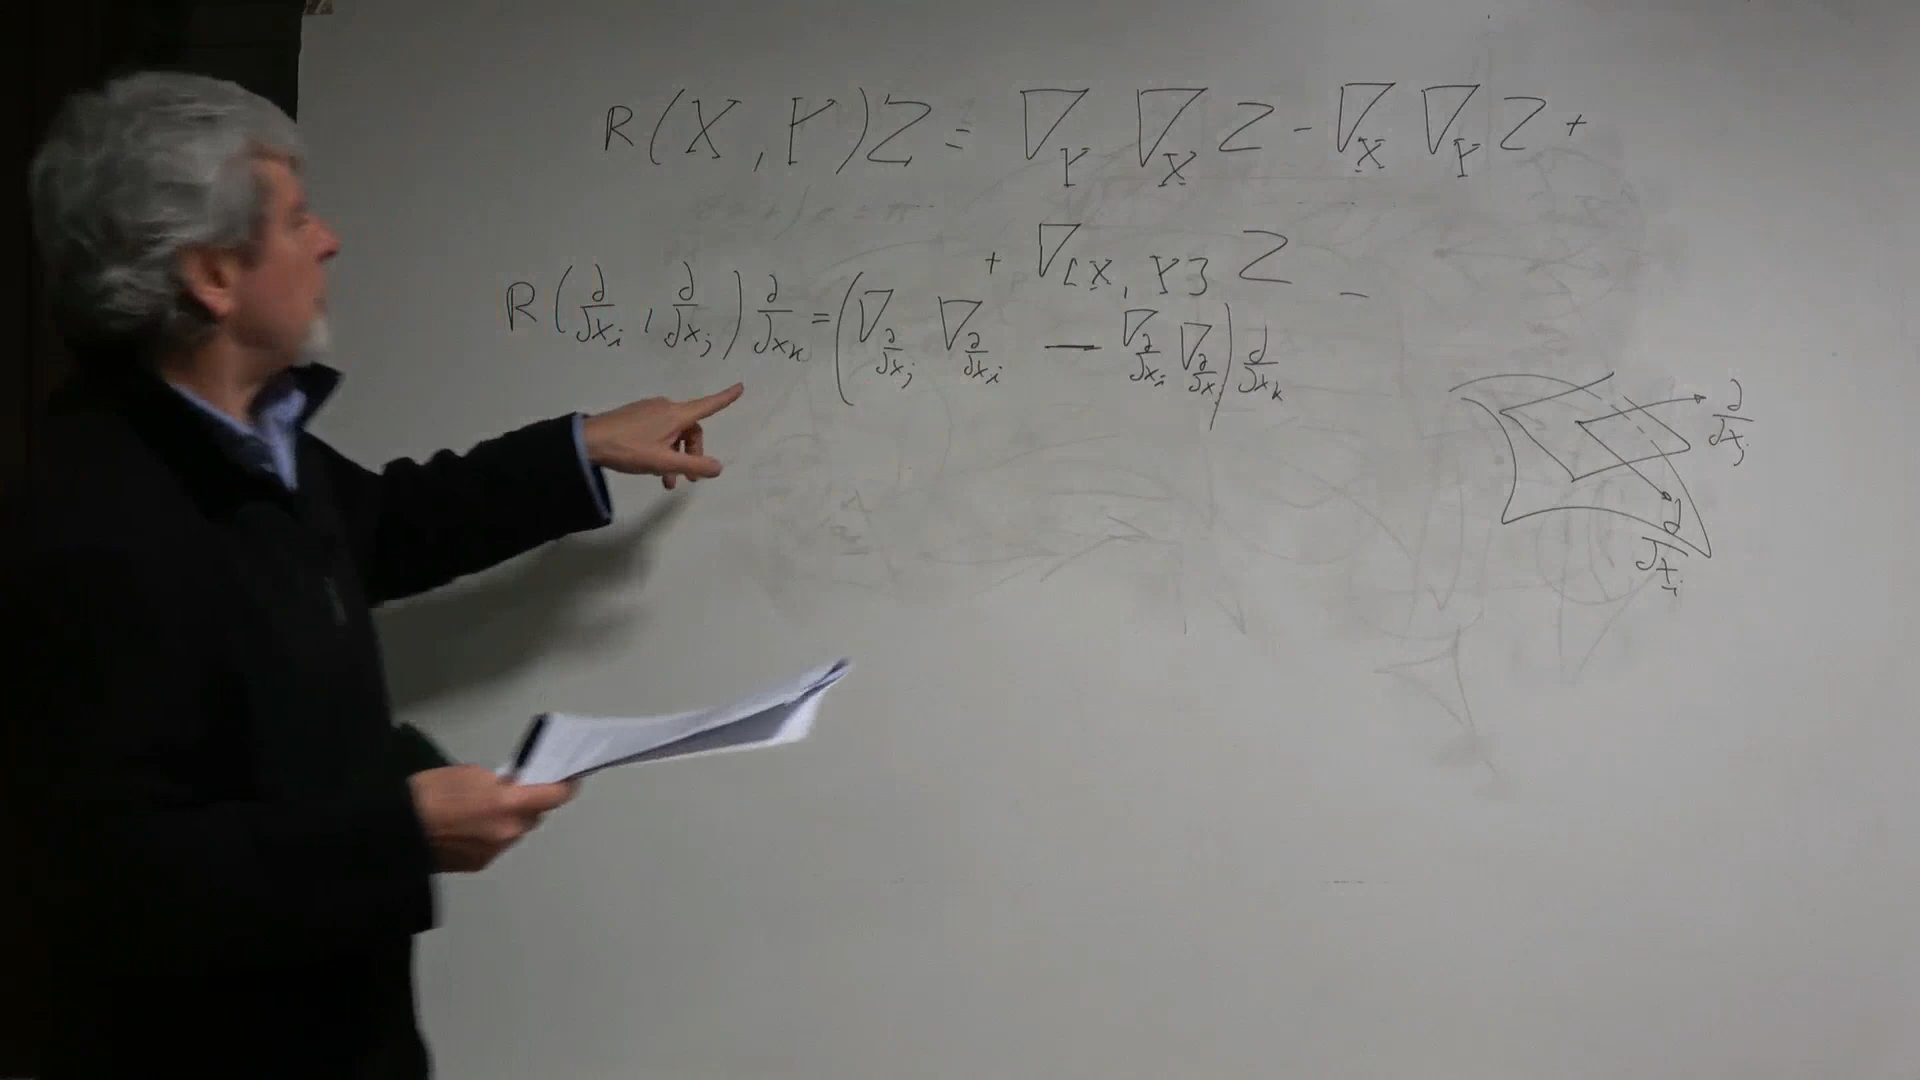 R(X,Y)Z = ∇_Y ∇_X Z - ∇_X ∇_Y Z +
+ ∇_[X,Y] Z
R(∂/∂x_i , ∂/∂x_j) ∂/∂x_k = (∇_∂/∂x_j ∇_∂/∂x_i — ∇_∂/∂x_i ∇_∂/∂x_j) ∂/∂x_k
∂/∂x_j
∂/∂x_i